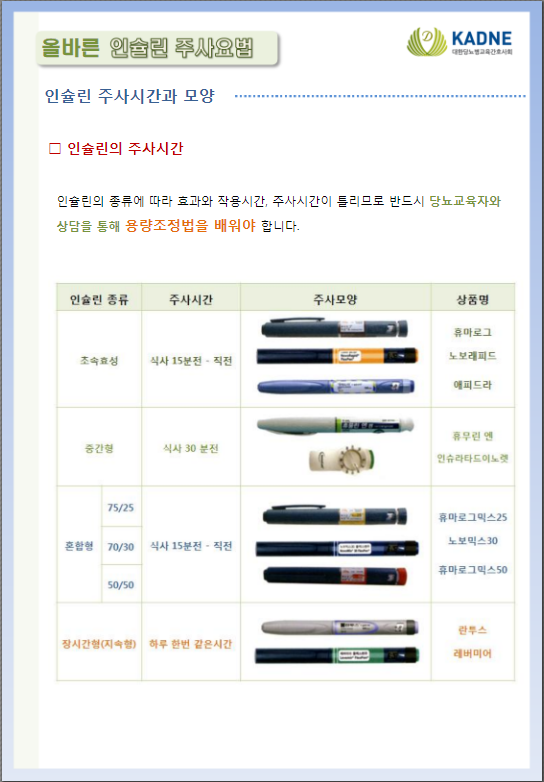 올바른 인슐린 주사요법
KADNE
대한당뇨병교육간호사회
인슐린 주사시간과 모양
□ 인슐린의 주사시간
인슐린의 종류에 따라 효과와 작용시간, 주사시간이 틀리므로 반드시 당뇨교육자와
상담을 통해 용량조정법을 배워야 합니다.
인슐린 종류 주사시간 주사모양 상품명
초속효성 식사 15분전 - 직전
휴마로그
노보래피드
애피드라
중간형 식사 30 분전
휴무린 엔
인슈라타드이노렛
혼합형 식사 15분전 - 직전
75/25 휴마로그믹스25
70/30 노보믹스30
50/50 휴마로그믹스50
장시간형(지속형) 하루 한번 같은시간
란투스
레버미어